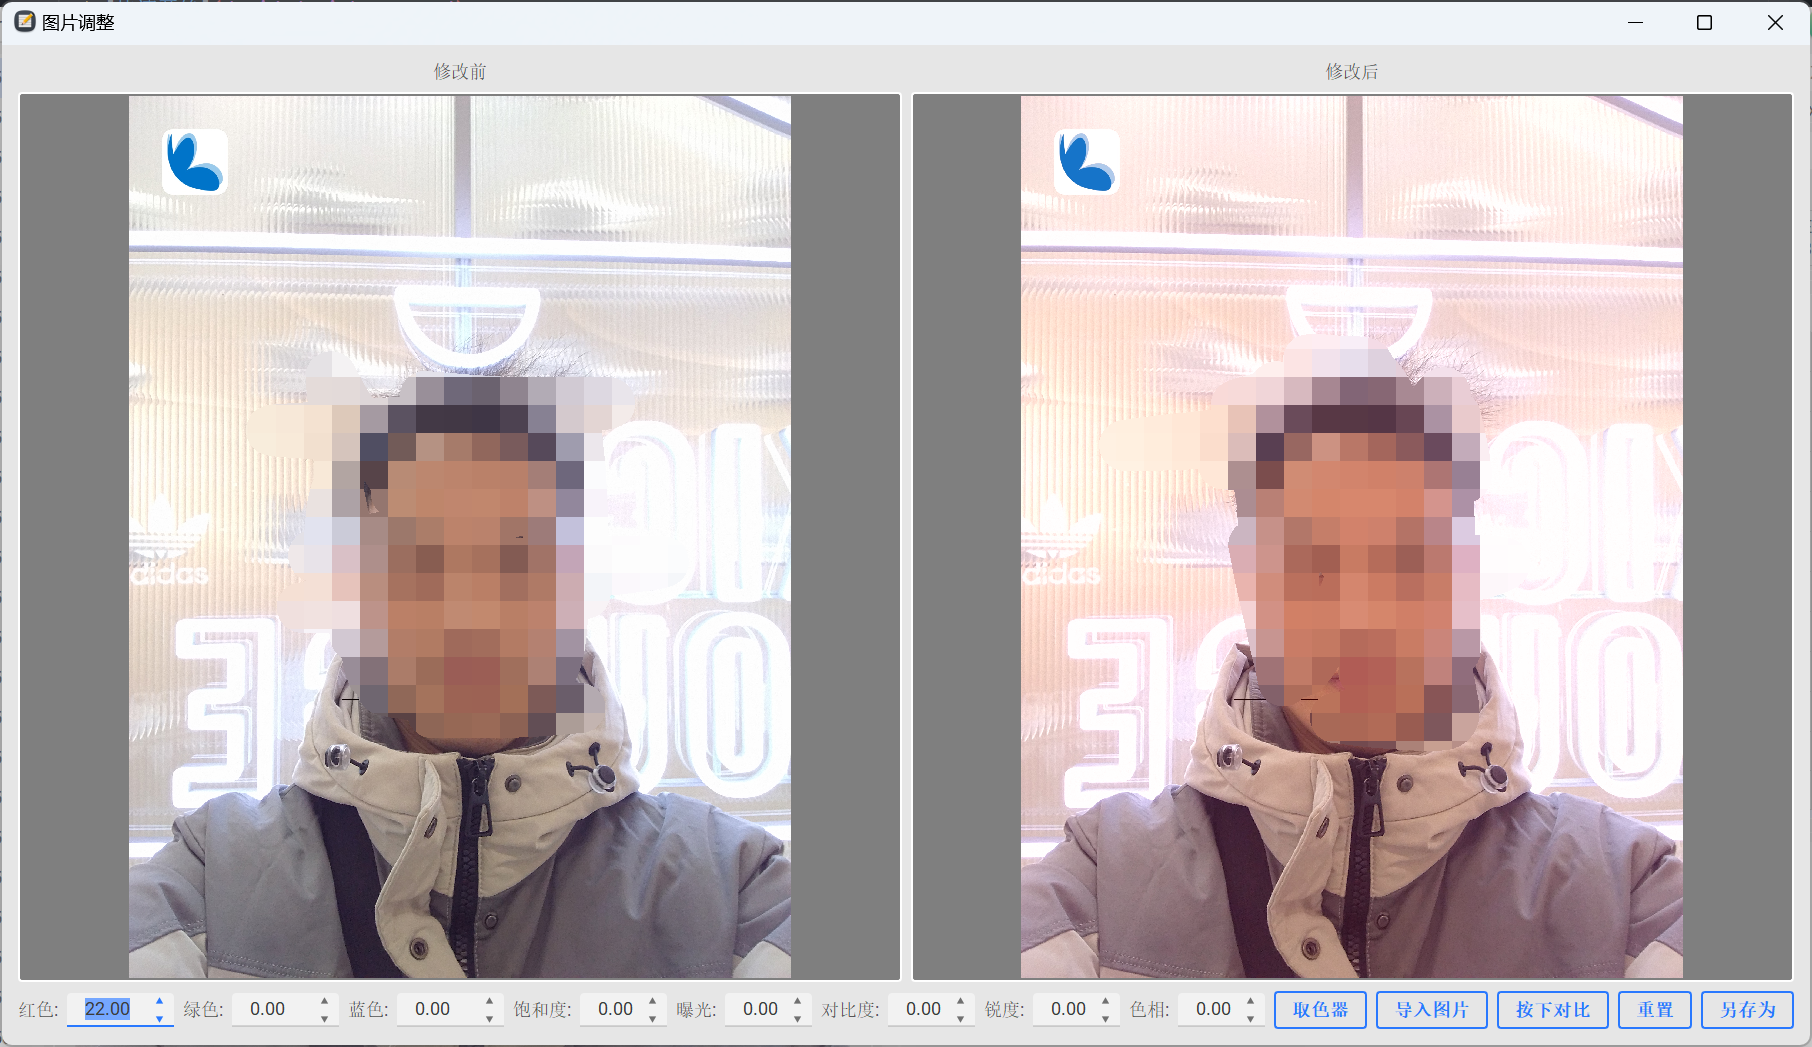 图片调整
修改前
修改后
adidas
adidas
红色: 22.00 绿色: 0.00 蓝色: 0.00 饱和度: 0.00 曝光: 0.00 对比度: 0.00 锐度: 0.00 色相: 0.00 取色器 导入图片 按下对比 重置 另存为